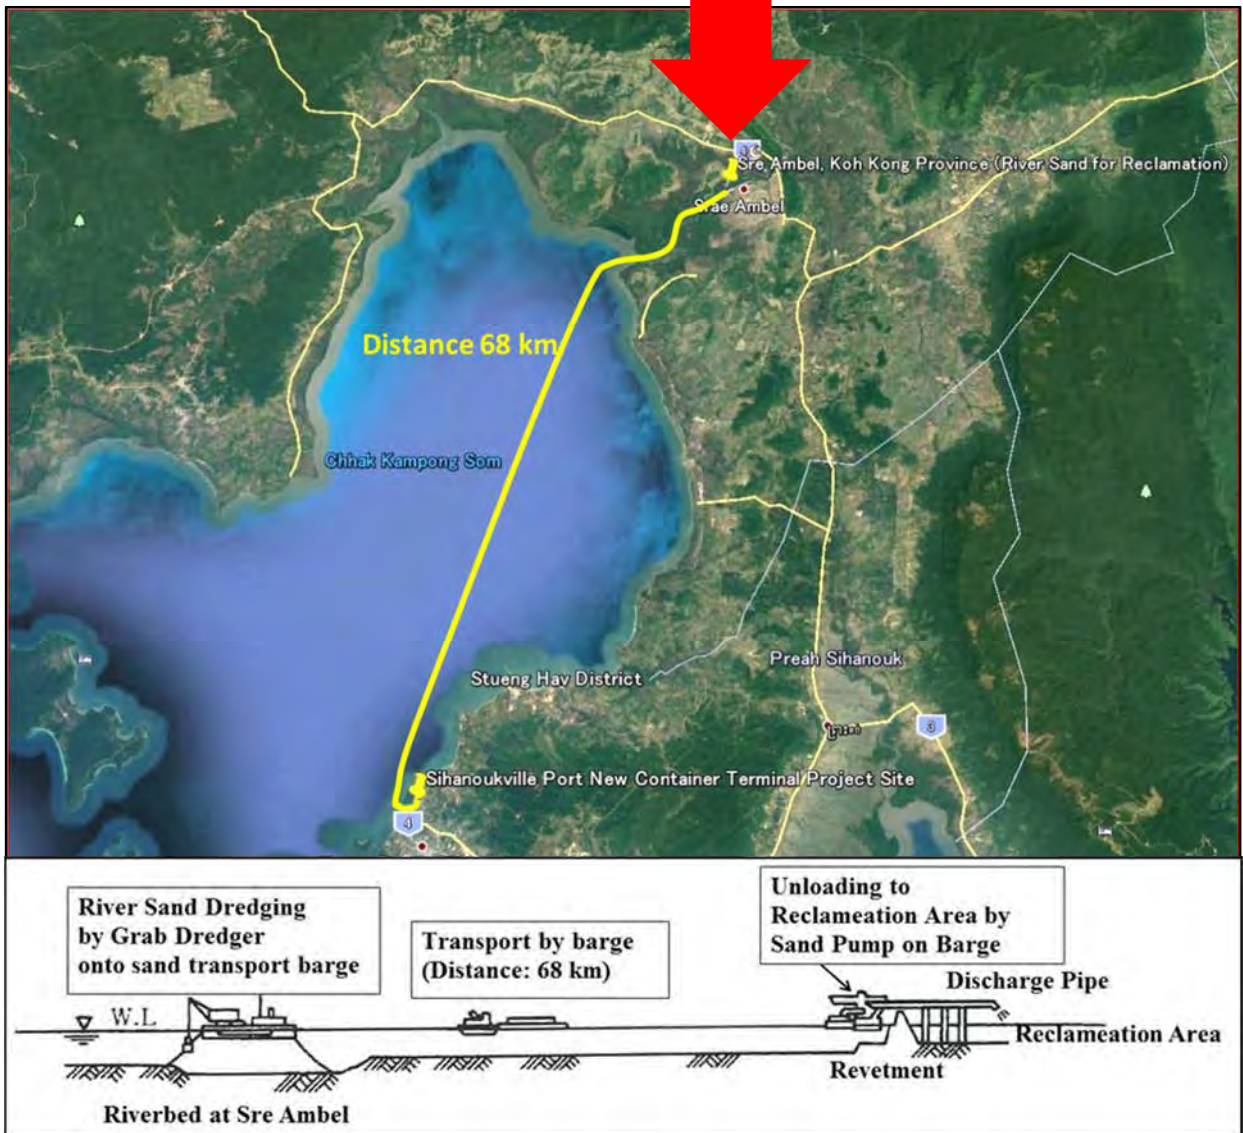 Sre Ambel, Koh Kong Province (River Sand for Reclamation)
Srae Ambel
Distance 68 km
Chhak Kampong Som
Preah Sihanouk
Stueng Hav District
3
Sihanoukville Port New Container Terminal Project Site
4
River Sand Dredging
by Grab Dredger
onto sand transport barge
Transport by barge
(Distance: 68 km)
Unloading to
Reclameation Area by
Sand Pump on Barge
Discharge Pipe
W.L
Reclameation Area
Revetment
Riverbed at Sre Ambel